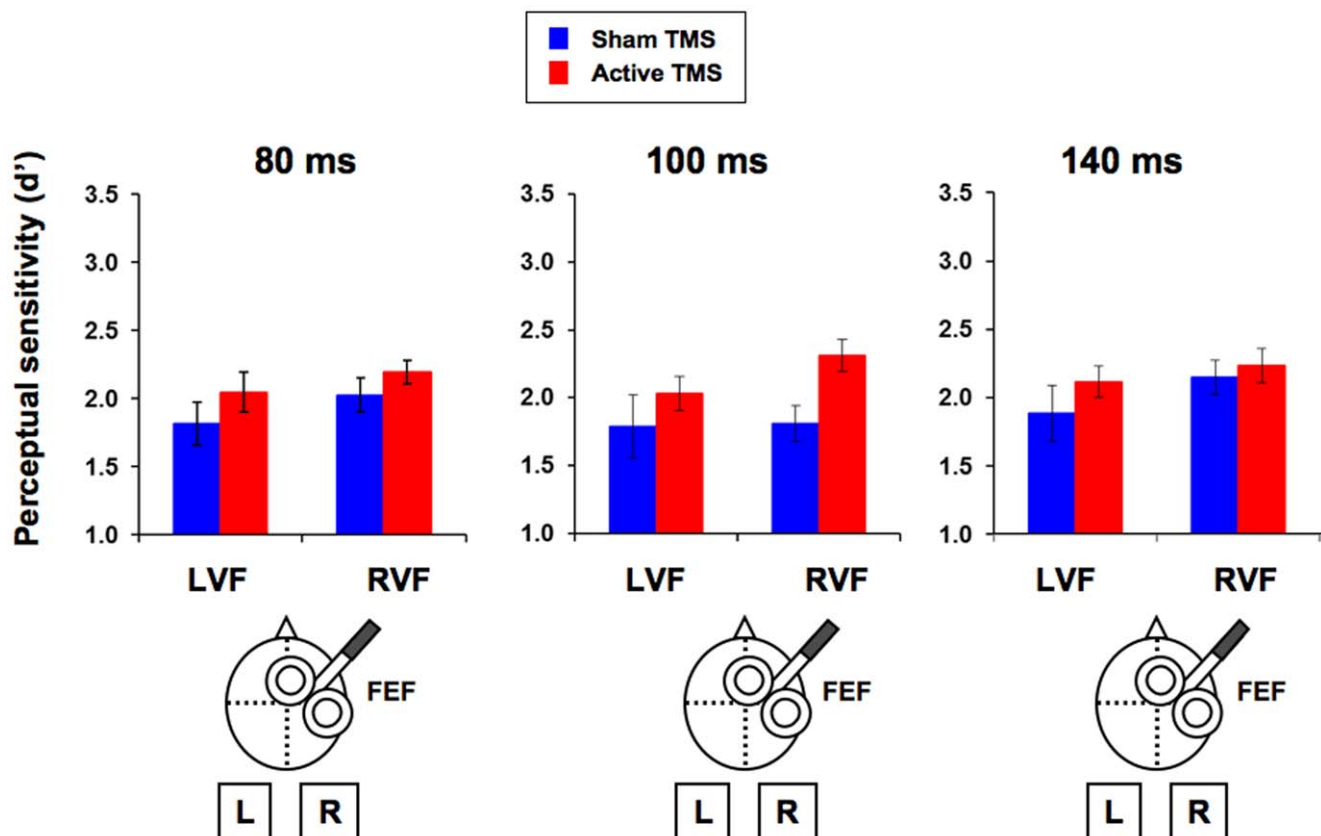 Sham TMS
Active TMS
Perceptual sensitivity (d’)
80 ms
3.5
3.0
2.5
2.0
1.5
1.0
LVF RVF
FEF
L R
100 ms
3.5
3.0
2.5
2.0
1.5
1.0
LVF RVF
FEF
L R
140 ms
3.5
3.0
2.5
2.0
1.5
1.0
LVF RVF
FEF
L R